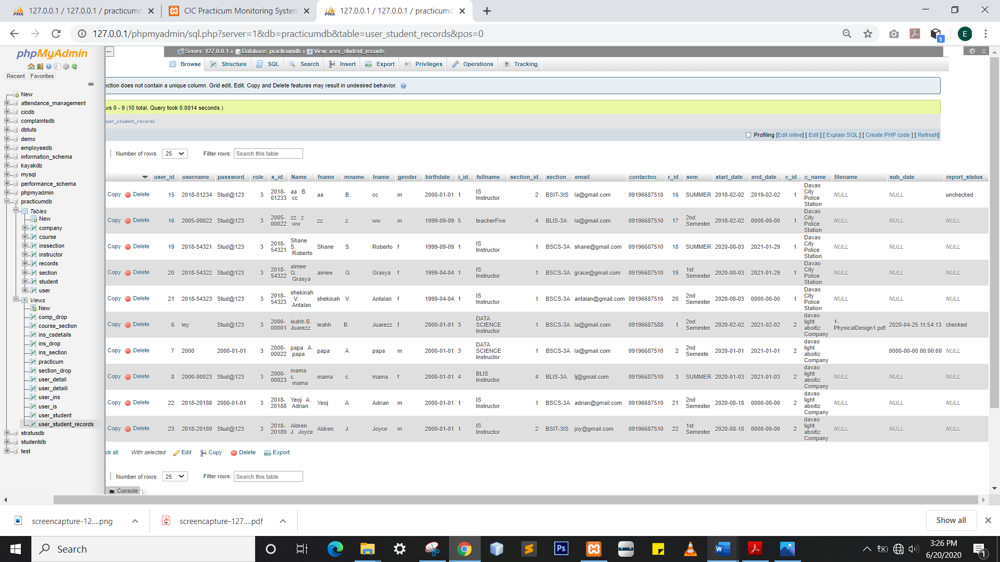 127.0.0.1 / 127.0.0.1 / practicumd
CIC Practicum Monitoring System
127.0.0.1 / 127.0.0.1 / practicumd
127.0.0.1/phpmyadmin/sql.php?server=1&db=practicumdb&table=user_student_records&pos=0
E
1
phpMyAdmin
Recent Favorites
New
attendance_management
cicdb
complaintsdb
dbtuts
demo
employeedb
information_schema
kayakdb
mysql
performance_schema
phpmyadmin
practicumdb
Tables
New
company
course
inssection
instructor
records
section
student
user
Views
New
comp_drop
course_section
ins_csdetails
ins_drop
ins_section
practicum
section_drop
user_detail
user_detaili
user_ins
user_is
user_student
user_student_records
stratusdb
studentdb
test
Server: 127.0.0.1 » Database: practicumdb » View: user_student_records
Browse Structure SQL Search Insert Export Privileges Operations Tracking
ection does not contain a unique column. Grid edit, Edit, Copy and Delete features may result in undesired behavior.
ws 0 - 9 (10 total, Query took 0.0014 seconds.)
user_student_records`
Profiling [Edit inline] [ Edit ] [ Explain SQL ] [ Create PHP code ] [ Refresh]
Number of rows: 25 Filter rows: Search this table
user_id username password role s_id Name fname mname lname gender birthdate i_id fullname section_id section email contactno r_id sem start_date end_date c_id c_name filename sub_date report_status
Copy Delete 15 2018-01234 Stud@123 3 2018-01233 aa B. cc aa B. cc m 2000-01-01 1 IS Instructor 2 BSIT-3IS la@gmail.com 09196687510 16 SUMMER 2018-02-02 2019-02-02 1 Davao City Police Station NULL NULL unchecked
Copy Delete 16 2005-00022 Stud@123 3 2005-00022 zz z. ww zz z. ww m 1999-09-09 5 teacherFive 4 BLIS-3A la@gmail.com 09196687510 17 2nd Semester 2018-02-02 0000-00-00 1 Davao City Police Station NULL NULL NULL
Copy Delete 19 2018-54321 Stud@123 3 2018-54321 Shane S. Roberto Shane S. Roberto f 1999-09-09 1 IS Instructor 1 BSCS-3A shane@gmail.com 09196687510 18 SUMMER 2020-08-03 2021-01-29 1 Davao City Police Station NULL NULL NULL
Copy Delete 20 2018-54322 Stud@123 3 2018-54322 aimee G. Grasya aimee G. Grasya f 1999-04-04 1 IS Instructor 1 BSCS-3A grace@gmail.com 09196687510 19 1st Semester 2020-08-03 2021-01-29 1 Davao City Police Station NULL NULL NULL
Copy Delete 21 2018-54323 Stud@123 3 2018-54323 shekinah V. Antalan shekinah V. Antalan f 1999-04-04 1 IS Instructor 1 BSCS-3A antalan@gmail.com 09196687510 20 2nd Semester 2020-08-03 0000-00-00 1 Davao City Police Station NULL NULL NULL
Copy Delete 6 ley Stud@123 3 2000-00001 leahh B. Juarezz leahh B. Juarezz f 2000-01-01 3 DATA SCIENCE Instructor 1 BSCS-3A la@gmail.com 09196687588 1 2nd Semester 2020-02-02 2021-02-02 2 davao light aboitiz Company 1-PhysicalDesign1.pdf 2020-04-25 11:54:13 checked
Copy Delete 7 2000 2000-01-01 3 2000-00022 papa A. papa papa A. papa m 2000-01-01 3 DATA SCIENCE Instructor 1 BSCS-3A la@gmail.com 09196687510 2 2nd Semeste 2020-01-01 2021-01-01 2 davao light aboitiz Company 0000-00-00 00:00:00 NULL
Copy Delete 8 2000-00023 Stud@123 3 2000-00023 mama c. mama mama c. mama f 2000-01-01 4 BLIS Instructor 4 BLIS-3A lj@gmail.com 09196687510 3 SUMMER 2020-01-03 2021-01-03 2 davao light aboitiz Company NULL NULL NULL
Copy Delete 22 2018-20188 2000-01-01 3 2018-20188 Yeoj A. Adrian Yeoj A. Adrian m 2000-01-01 1 IS Instructor 1 BSCS-3A adrian@gmail.com 09196687510 21 2nd Semester 2020-08-18 0000-00-00 2 davao light aboitiz Company NULL NULL NULL
Copy Delete 23 2018-20189 Stud@123 3 2018-20189 Aldren J. Joyce Aldren J. Joyce m 2000-01-01 1 IS Instructor 2 BSIT-3IS joy@gmail.com 09196687510 22 1st Semester 2020-08-18 0000-00-00 2 davao light aboitiz Company NULL NULL NULL
ck all With selected: Edit Copy Delete Export
Number of rows: 25 Filter rows: Search this table
Console
screencapture-12....png screencapture-127....pdf Show all
Search
3:26 PM
6/20/2020
1